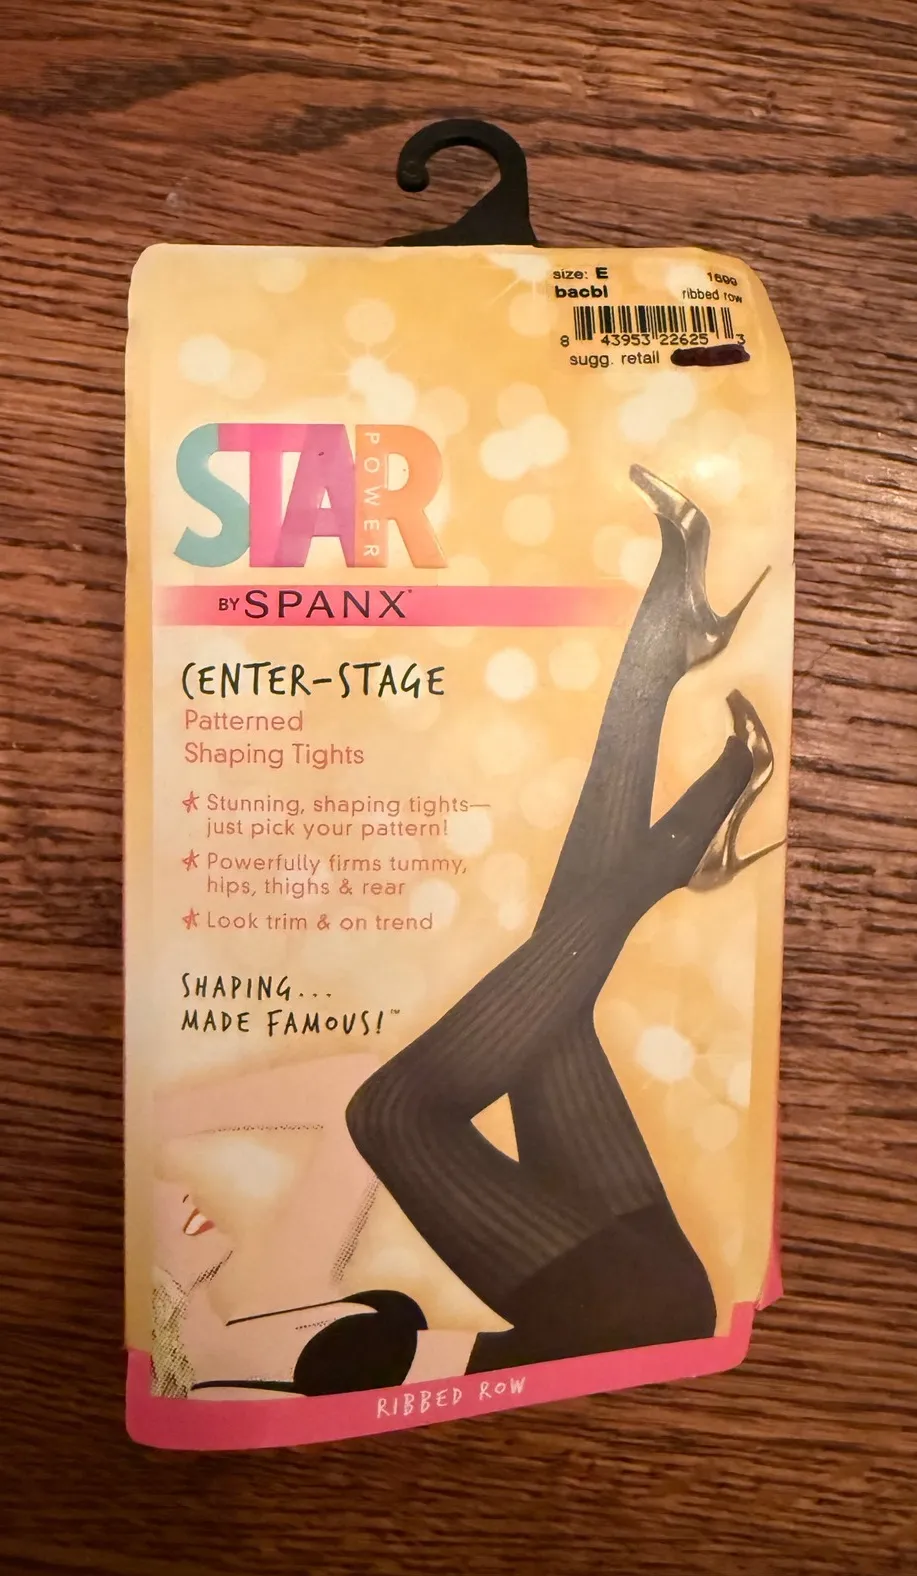 size: E
bacbl
ribbed row
8 43953 22625 3
sugg. retail
STAR
POWER
BY SPANX®
CENTER-STAGE
Patterned
Shaping Tights
Stunning, shaping tights—
just pick your pattern!
Powerfully firms tummy,
hips, thighs & rear
Look trim & on trend
SHAPING...
MADE FAMOUS!™
RIBBED ROW